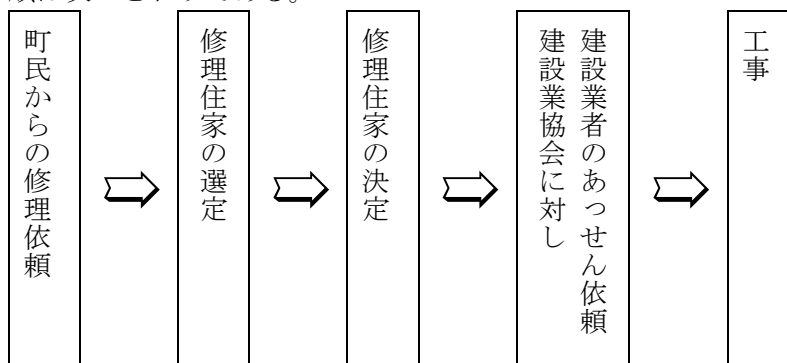 町民からの修理依頼
修理住家の選定
修理住家の決定
建設業協会に対し
建設業者のあっせん依頼
工事